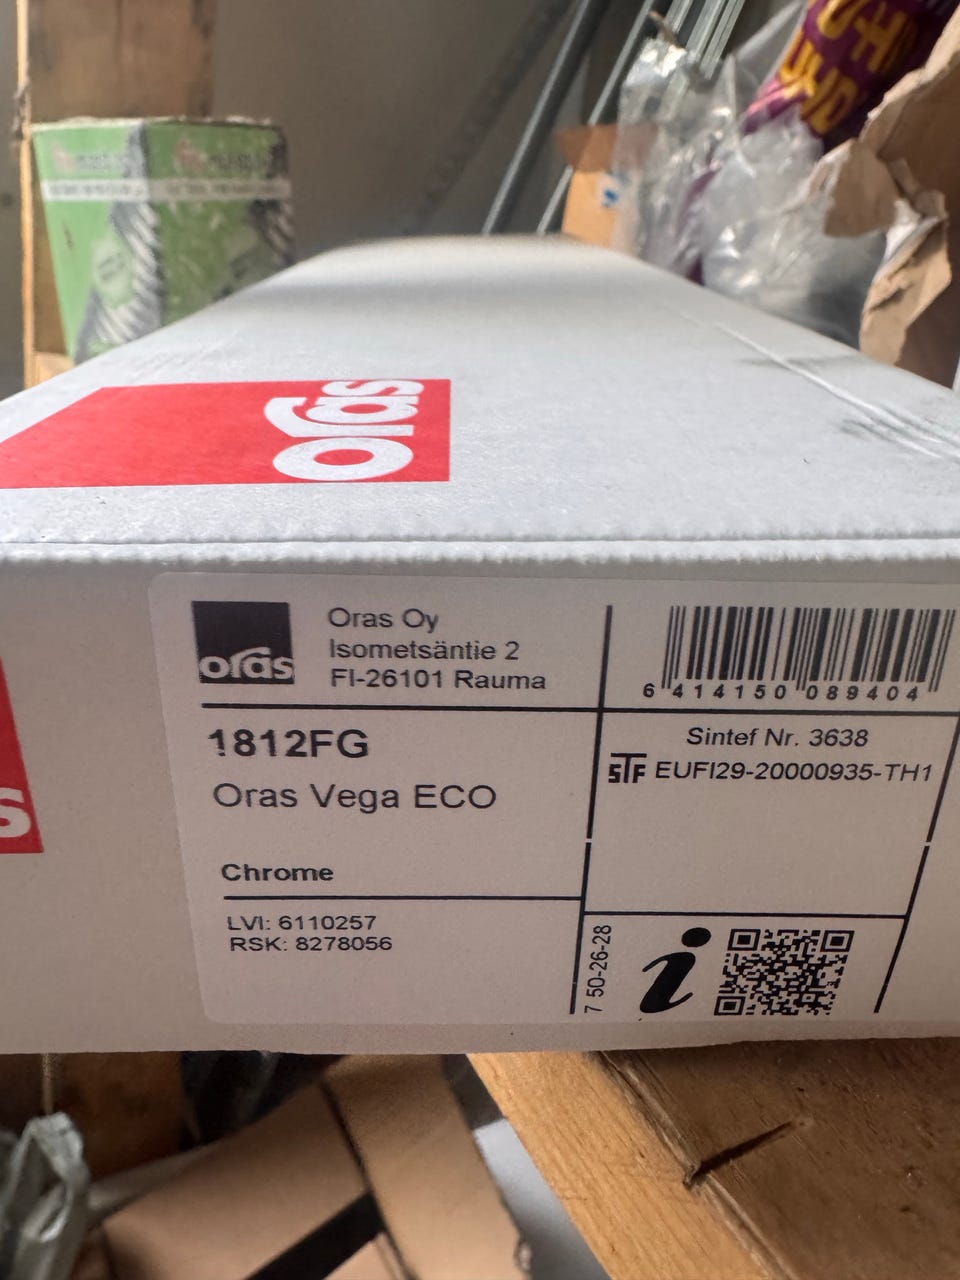 oras
oras
Oras Oy
Isometsäntie 2
FI-26101 Rauma
6 414150 089404
1812FG
Oras Vega ECO
Chrome
LVI: 6110257
RSK: 8278056
Sintef Nr. 3638
STF EUFI29-20000935-TH1
7 50-26-28
i
s